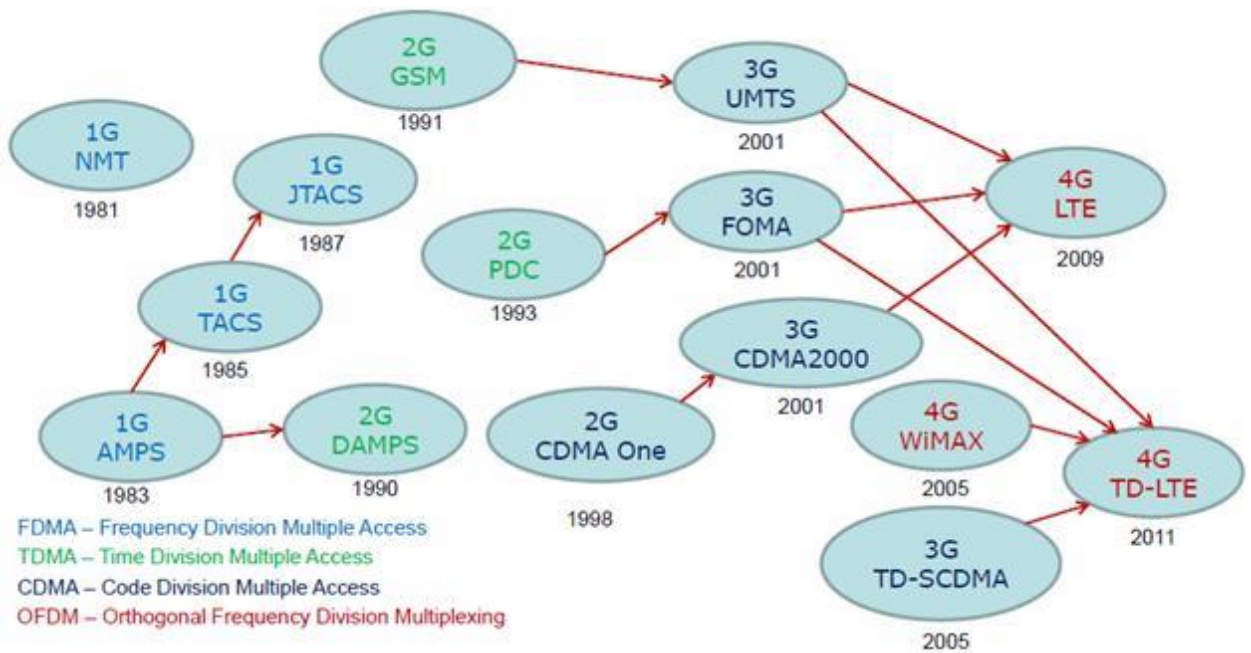 2G
GSM
1991
3G
UMTS
2001
1G
NMT
1981
1G
JTACS
1987
4G
LTE
2009
3G
FOMA
2001
2G
PDC
1993
1G
TACS
1985
3G
CDMA2000
2001
1G
AMPS
1983
2G
DAMPS
1990
2G
CDMA One
1998
4G
WiMAX
2005
4G
TD-LTE
2011
3G
TD-SCDMA
2005
FDMA – Frequency Division Multiple Access
TDMA – Time Division Multiple Access
CDMA – Code Division Multiple Access
OFDM – Orthogonal Frequency Division Multiplexing